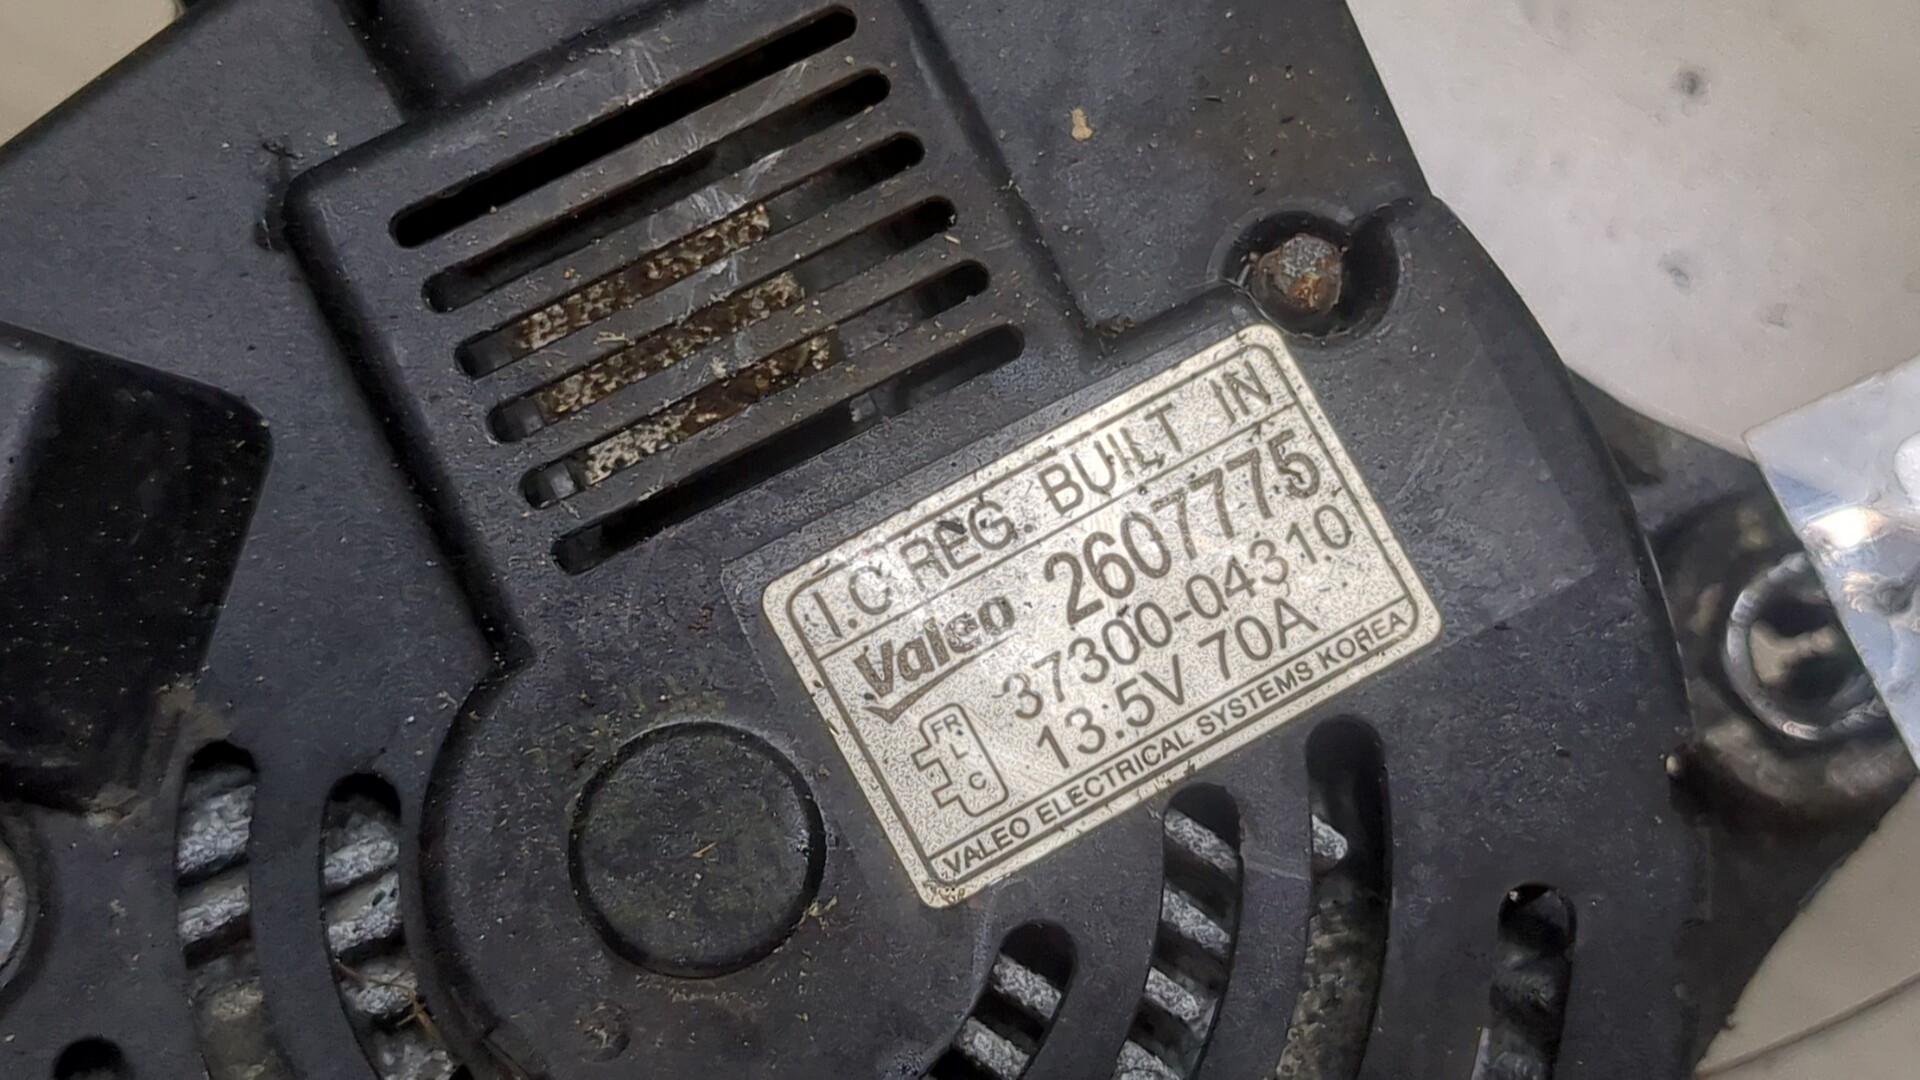 I.C REG. BUILT IN
Valeo 2607775
37300-04310
13.5V 70A
FR
L
C
VALEO ELECTRICAL SYSTEMS KOREA